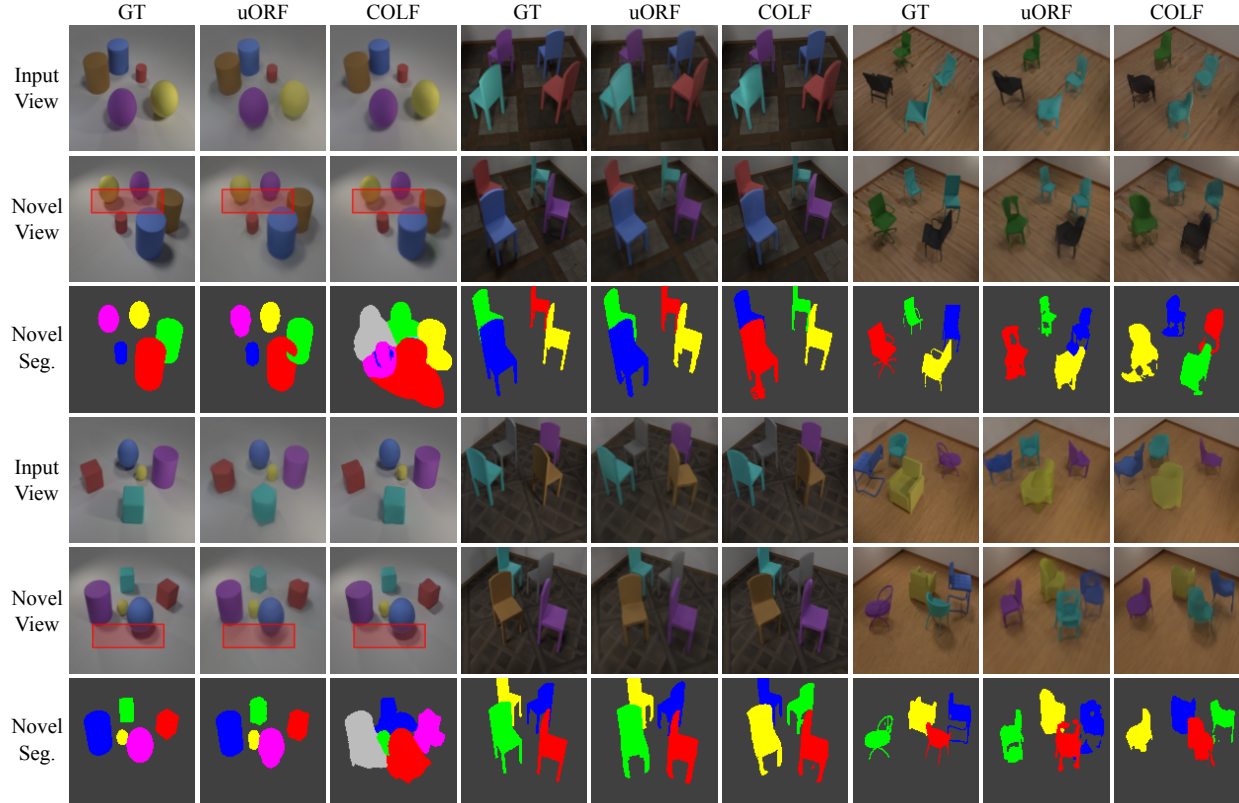 GT uORF COLF GT uORF COLF GT uORF COLF
Input
View
Novel
View
Novel
Seg.
Input
View
Novel
View
Novel
Seg.